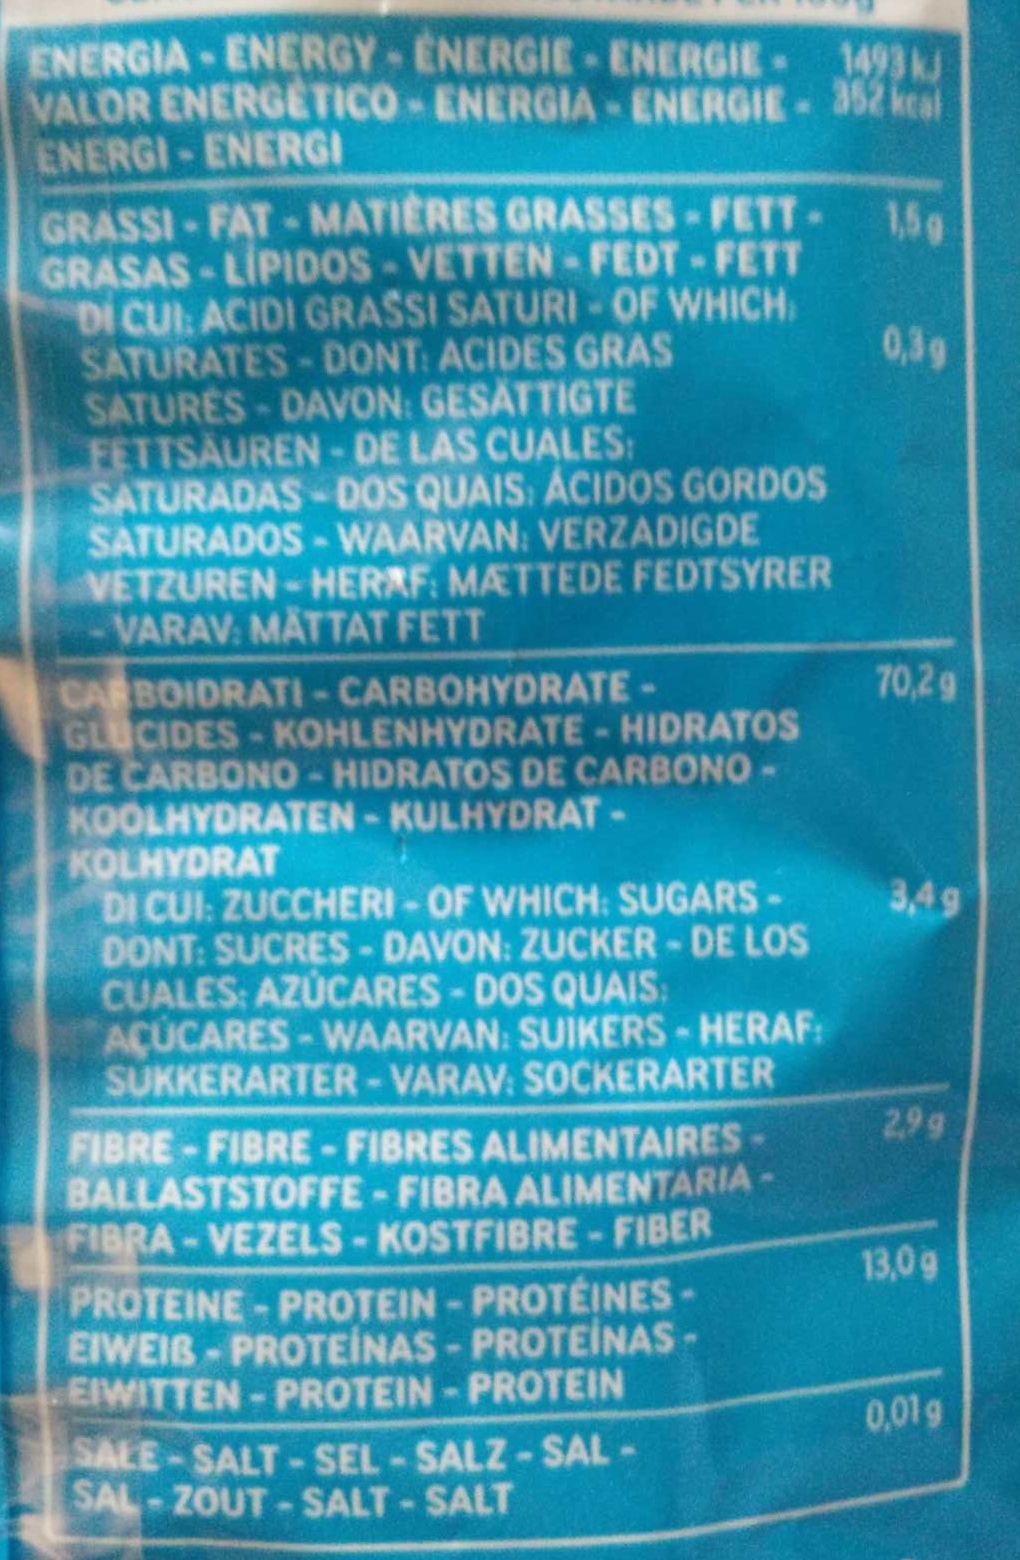 ENERGIA - ENERGY - ÉNERGIE - ENERGIE - 1493 kJ
VALOR ENERGÉTICO - ENERGIA - ENERGIE - 352 kcal
ENERGI - ENERGI
GRASSI - FAT - MATIÈRES GRASSES - FETT - 1,5 g
GRASAS - LÍPIDOS - VETTEN - FEDT - FETT
DI CUI: ACIDI GRASSI SATURI - OF WHICH:
SATURATES - DONT: ACIDES GRAS 0,3 g
SATURÉS - DAVON: GESÄTTIGTE
FETTSÄUREN - DE LAS CUALES:
SATURADAS - DOS QUAIS: ÁCIDOS GORDOS
SATURADOS - WAARVAN: VERZADIGDE
VETZUREN - HERAF: MÆTTEDE FEDTSYRER
- VARAV: MÄTTAT FETT
CARBOIDRATI - CARBOHYDRATE - 70,2 g
GLUCIDES - KOHLENHYDRATE - HIDRATOS
DE CARBONO - HIDRATOS DE CARBONO -
KOOLHYDRATEN - KULHYDRAT -
KOLHYDRAT
DI CUI: ZUCCHERI - OF WHICH: SUGARS - 3,4 g
DONT: SUCRES - DAVON: ZUCKER - DE LOS
CUALES: AZÚCARES - DOS QUAIS:
AÇÚCARES - WAARVAN: SUIKERS - HERAF:
SUKKERARTER - VARAV: SOCKERARTER
FIBRE - FIBRE - FIBRES ALIMENTAIRES - 2,9 g
BALLASTSTOFFE - FIBRA ALIMENTARIA -
FIBRA - VEZELS - KOSTFIBRE - FIBER
PROTEINE - PROTEIN - PROTÉINES - 13,0 g
EIWEIß - PROTEÍNAS - PROTEÍNAS -
EIWITTEN - PROTEIN - PROTEIN
SALE - SALT - SEL - SALZ - SAL - 0,01 g
SAL - ZOUT - SALT - SALT